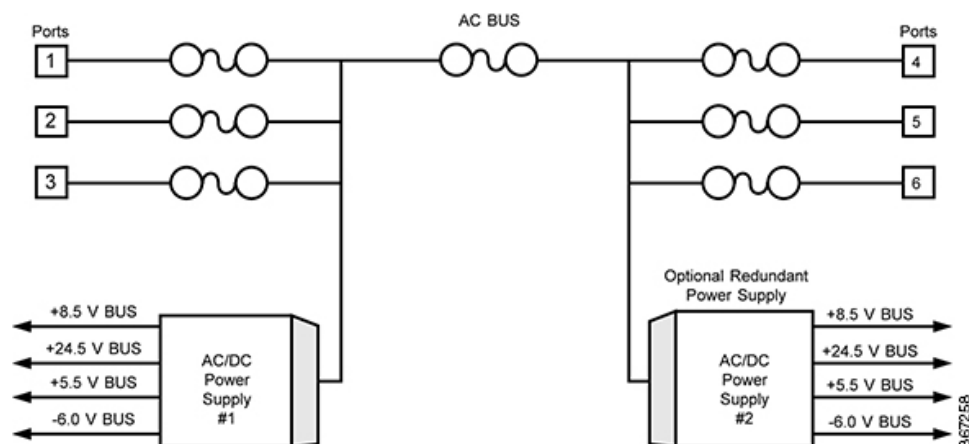 AC BUS
Ports
Ports
1
4
2
5
3
6
Optional Redundant
Power Supply
+8.5 V BUS
+24.5 V BUS
+5.5 V BUS
-6.0 V BUS
AC/DC
Power
Supply
#1
AC/DC
Power
Supply
#2
+8.5 V BUS
+24.5 V BUS
+5.5 V BUS
-6.0 V BUS
367258